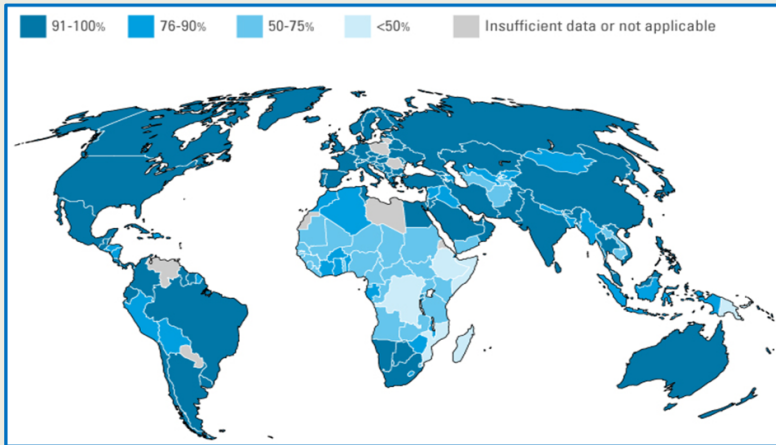 91-100% 76-90% 50-75% <50% Insufficient data or not applicable